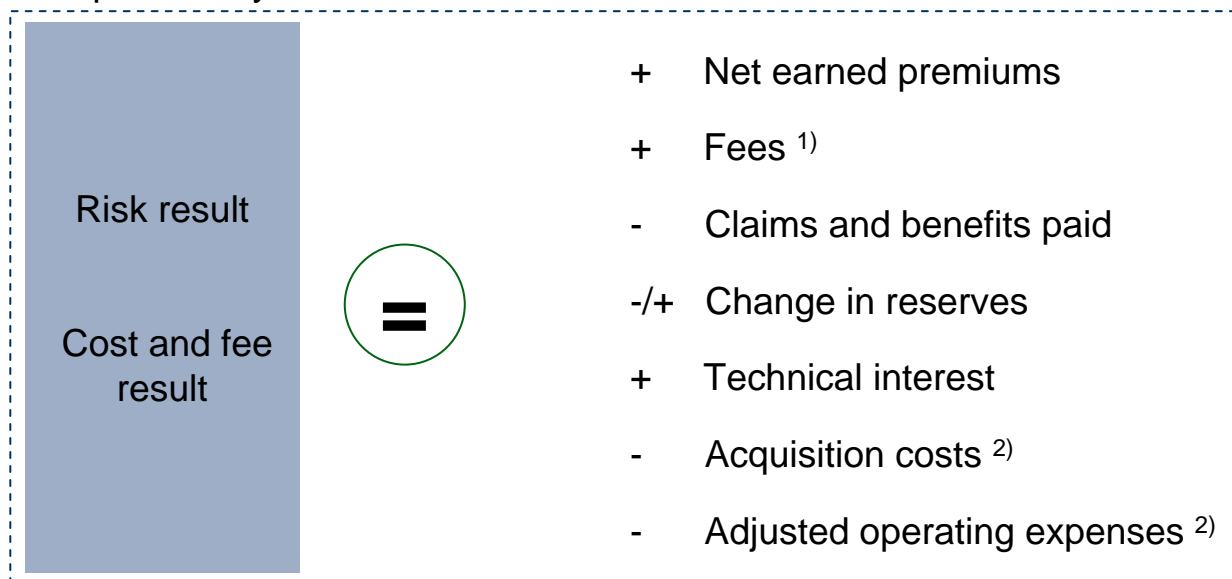 Risk result
Cost and fee
result
=
+ Net earned premiums
+ Fees 1)
- Claims and benefits paid
-/+ Change in reserves
+ Technical interest
- Acquisition costs 2)
- Adjusted operating expenses 2)